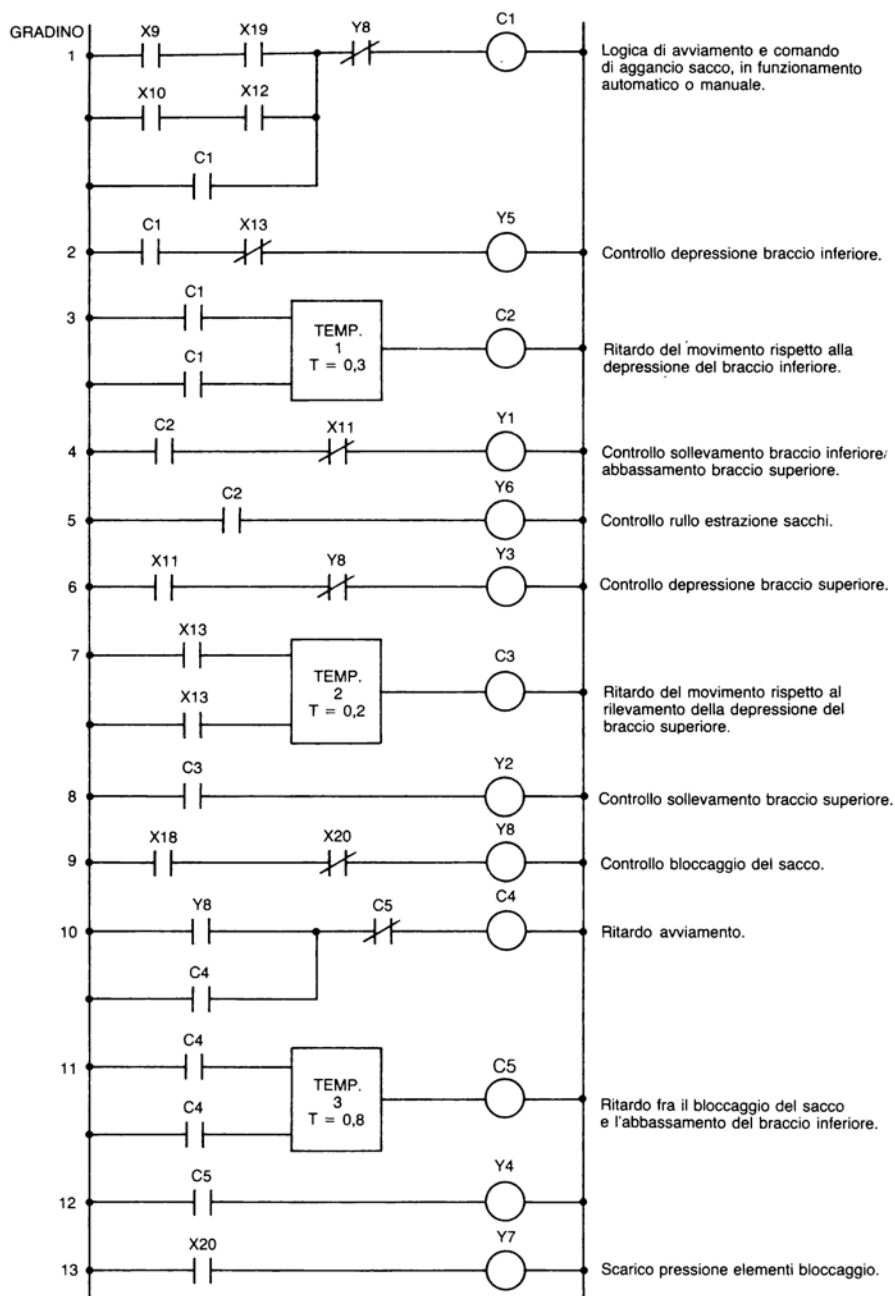 GRADINO
X9 X19 Y8 C1
1
Logica di avviamento e comando
di aggancio sacco, in funzionamento
automatico o manuale.
X10 X12
C1
C1 X13 Y5
2
Controllo depressione braccio inferiore.
C1
3
TEMP.
1
T = 0,3
C2
C1
Ritardo del movimento rispetto alla
depressione del braccio inferiore.
C2 X11 Y1
4
Controllo sollevamento braccio inferiore/
abbassamento braccio superiore.
C2 Y6
5
Controllo rullo estrazione sacchi.
X11 Y8 Y3
6
Controllo depressione braccio superiore.
X13
7
TEMP.
2
T = 0,2
C3
X13
Ritardo del movimento rispetto al
rilevamento della depressione del
braccio superiore.
C3 Y2
8
Controllo sollevamento braccio superiore.
X18 X20 Y8
9
Controllo bloccaggio del sacco.
Y8 C5 C4
10
Ritardo avviamento.
C4
C4
11
TEMP.
3
T = 0,8
C5
C4
Ritardo fra il bloccaggio del sacco
e l'abbassamento del braccio inferiore.
C5 Y4
12
X20 Y7
13
Scarico pressione elementi bloccaggio.